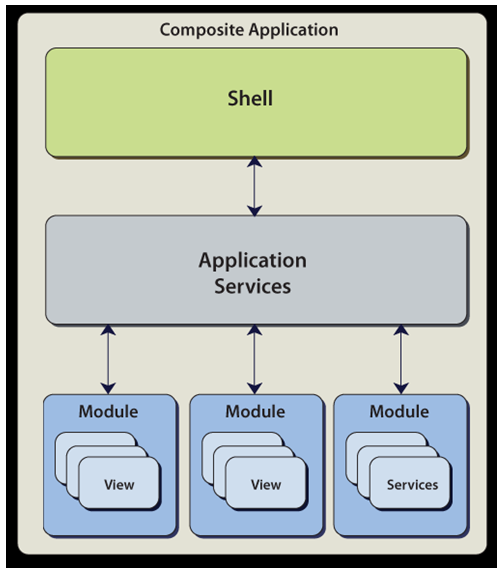 Composite Application
Shell
Application
Services
Module
Module
Module
View
View
Services